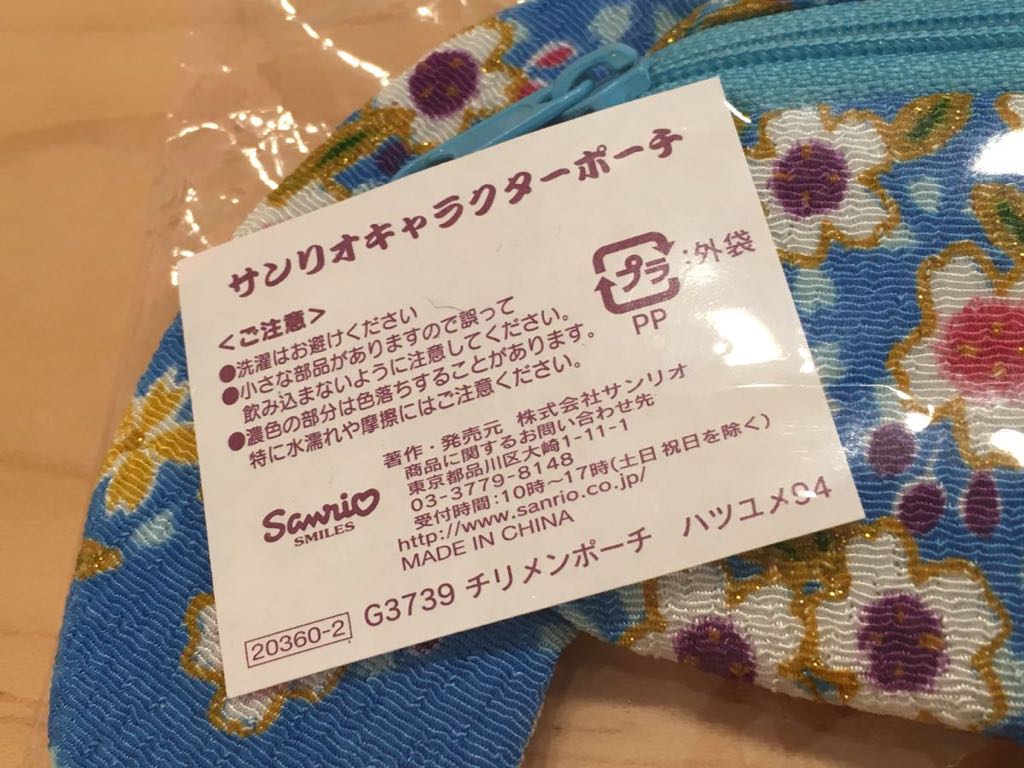 サンリオキャラクターポーチ
プラ :外袋
PP
<ご注意>
●洗濯はお避けください
●小さな部品がありますので誤って
飲み込まないように注意してください。
●濃色の部分は色落ちすることがあります。
特に水濡れや摩擦にはご注意ください。
著作・発売元 株式会社サンリオ
商品に関するお問い合わせ先
東京都品川区大崎1-11-1
03-3779-8148
受付時間:10時〜17時(土日祝日を除く)
http://www.sanrio.co.jp/
MADE IN CHINA
Sanrio
SMILES
20360-2 G3739 チリメンポーチ ハツユメ94